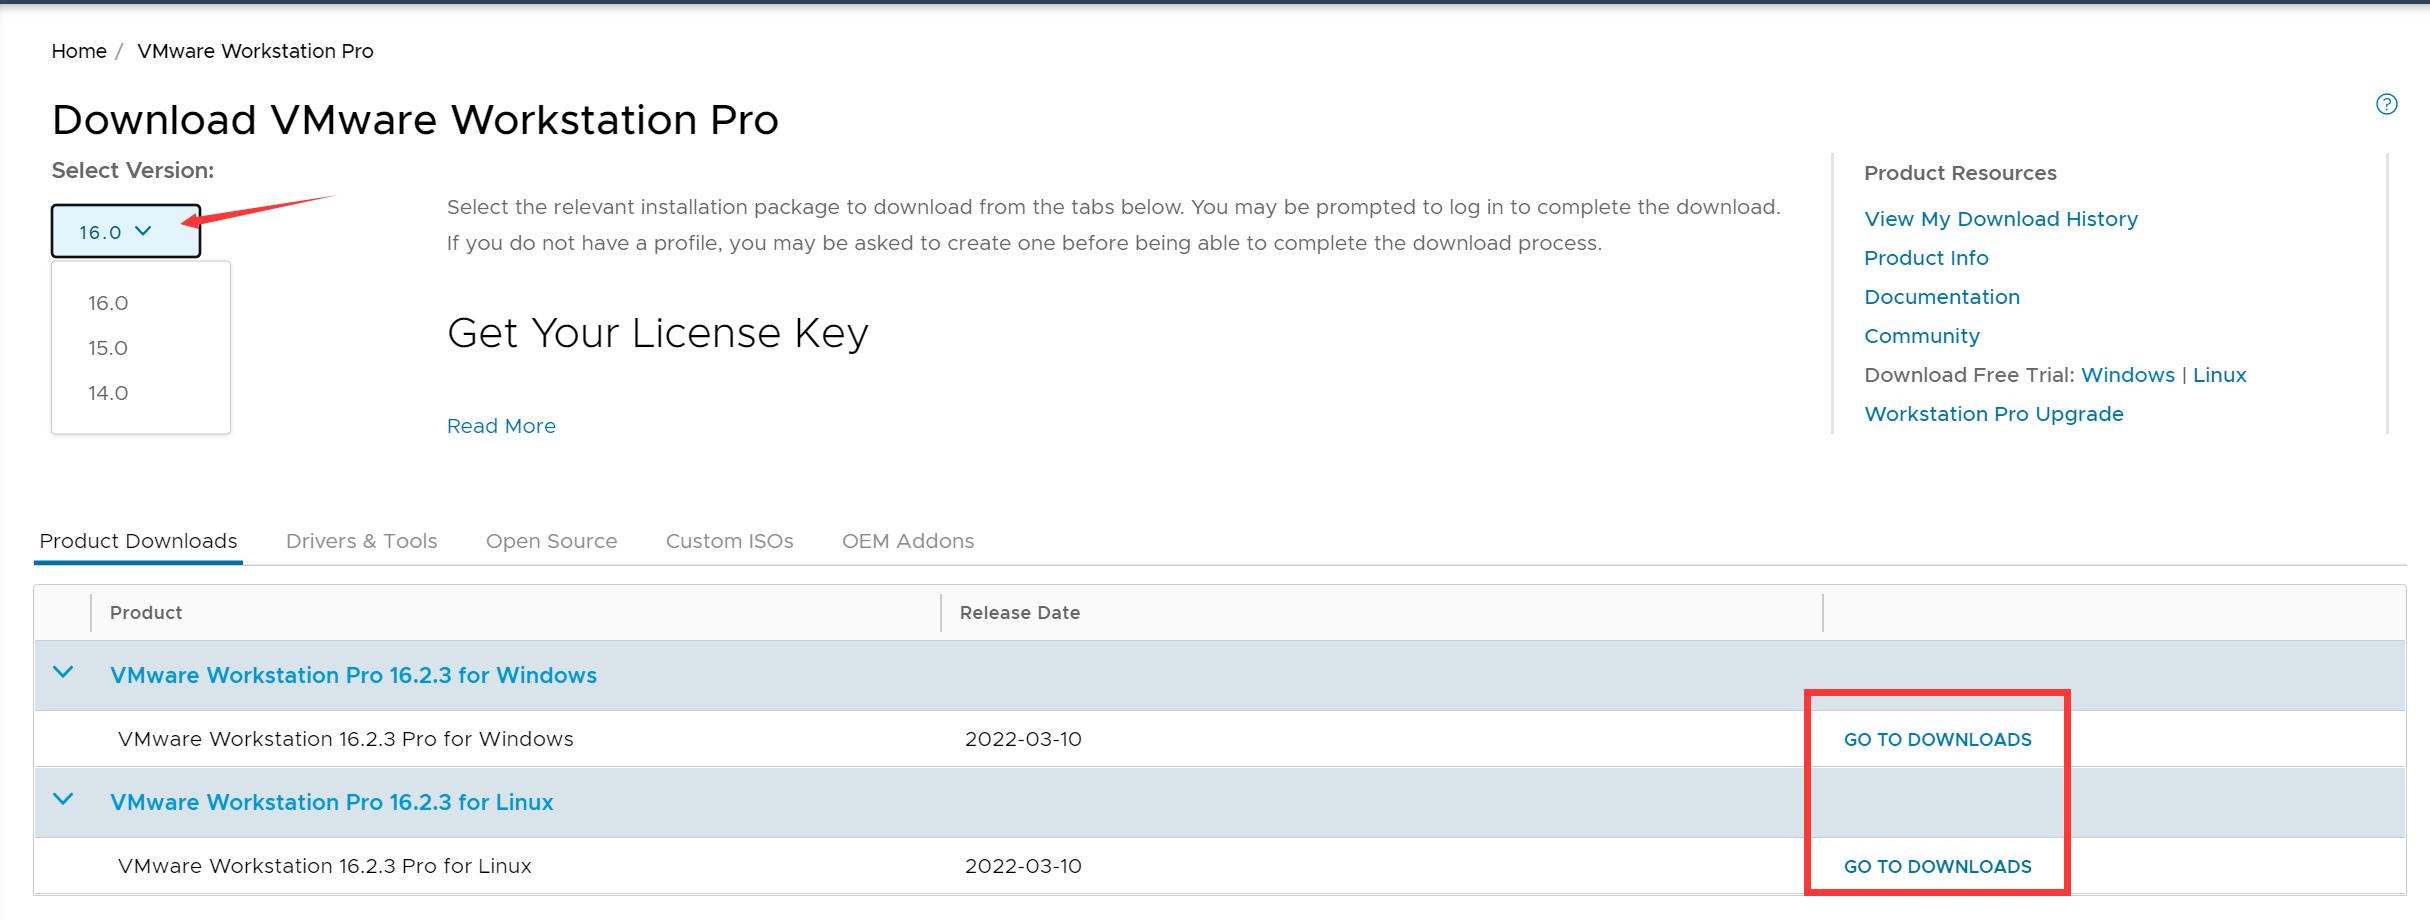 Home / VMware Workstation Pro
Download VMware Workstation Pro
?
Select Version:
16.0
16.0
15.0
14.0
Select the relevant installation package to download from the tabs below. You may be prompted to log in to complete the download.
If you do not have a profile, you may be asked to create one before being able to complete the download process.
Get Your License Key
Read More
Product Resources
View My Download History
Product Info
Documentation
Community
Download Free Trial: Windows | Linux
Workstation Pro Upgrade
Product Downloads Drivers & Tools Open Source Custom ISOs OEM Addons
Product Release Date
VMware Workstation Pro 16.2.3 for Windows
VMware Workstation 16.2.3 Pro for Windows 2022-03-10 GO TO DOWNLOADS
VMware Workstation Pro 16.2.3 for Linux
VMware Workstation 16.2.3 Pro for Linux 2022-03-10 GO TO DOWNLOADS